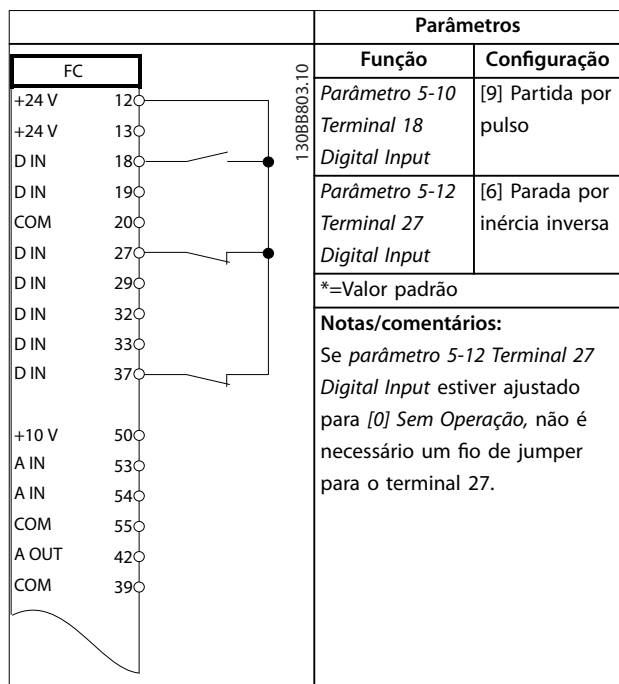 FC
+24 V 12
+24 V 13
D IN 18
D IN 19
COM 20
D IN 27
D IN 29
D IN 32
D IN 33
D IN 37
+10 V 50
A IN 53
A IN 54
COM 55
A OUT 42
COM 39
130BB803.10
Parâmetros
Função Configuração
Parâmetro 5-10 [9] Partida por
Terminal 18 pulso
Digital Input
Parâmetro 5-12 [6] Parada por
Terminal 27 inércia inversa
Digital Input
*=Valor padrão
Notas/comentários:
Se parâmetro 5-12 Terminal 27
Digital Input estiver ajustado
para [0] Sem Operação, não é
necessário um fio de jumper
para o terminal 27.